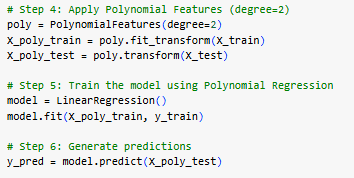 # Step 4: Apply Polynomial Features (degree=2)
poly = PolynomialFeatures(degree=2)
X_poly_train = poly.fit_transform(X_train)
X_poly_test = poly.transform(X_test)
# Step 5: Train the model using Polynomial Regression
model = LinearRegression()
model.fit(X_poly_train, y_train)
# Step 6: Generate predictions
y_pred = model.predict(X_poly_test)